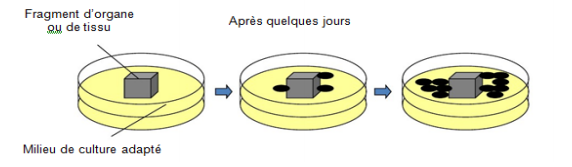 Fragment d'organe
ou de tissu
Après quelques jours
Milieu de culture adapté